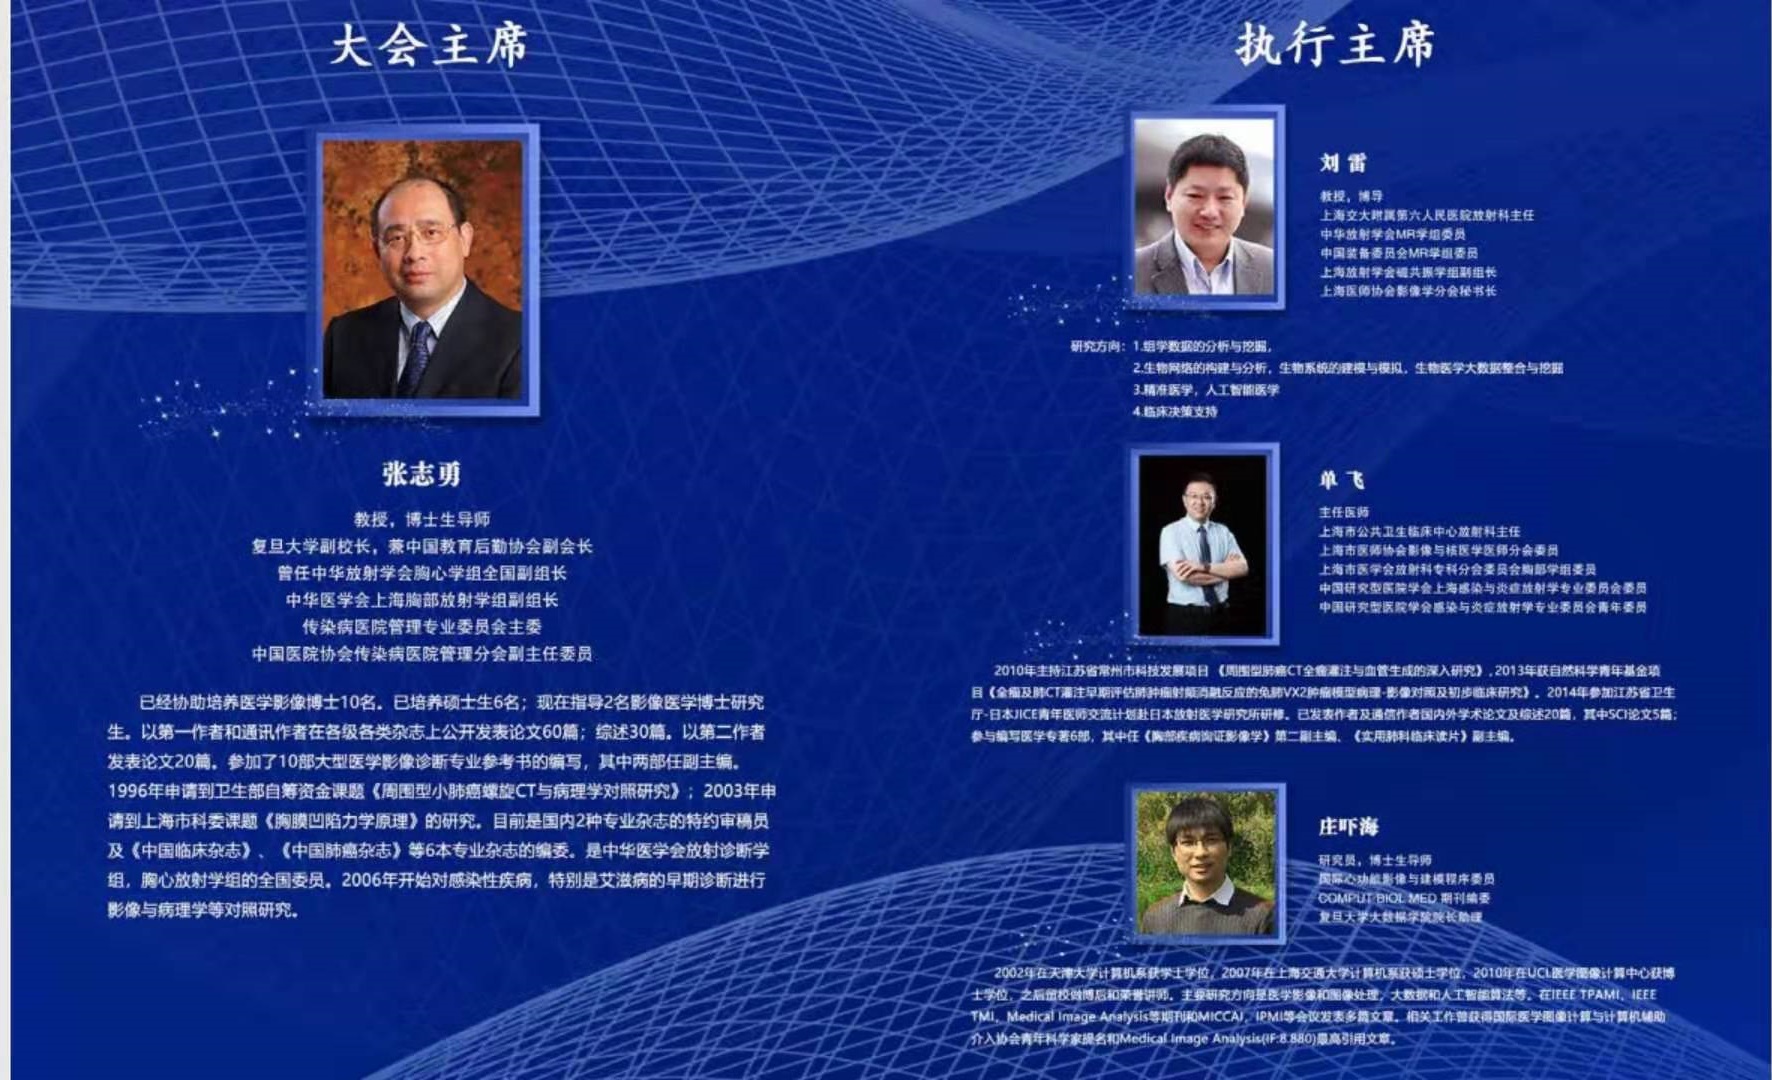 大会主席
张志勇
教授，博士生导师
复旦大学副校长，兼中国教育后勤协会副会长
曾任中华放射学会胸心学组全国副组长
中华医学会上海胸部放射学组副组长
传染病医院管理专业委员会主委
中国医院协会传染病医院管理分会副主任委员
已经协助培养医学影像博士10名。已培养硕士生6名；现在指导2名影像医学博士研究
生。以第一作者和通讯作者在各级各类杂志上公开发表论文60篇；综述30篇。以第二作者
发表论文20篇。参加了10部大型医学影像诊断专业参考书的编写，其中两部任副主编。
1996年申请到卫生部自筹资金课题《周围型小肺癌螺旋CT与病理学对照研究》；2003年申
请到上海市科委课题《胸膜凹陷力学原理》的研究。目前是国内2种专业杂志的特约审稿员
及《中国临床杂志》、《中国肺癌杂志》等6本专业杂志的编委。是中华医学会放射诊断学
组，胸心放射学组的全国委员。2006年开始对感染性疾病，特别是艾滋病的早期诊断进行
影像与病理学等对照研究。
执行主席
刘 雷
教授，博导
上海交大附属第六人民医院放射科主任
中华放射学会MR学组委员
中国装备委员会MR学组委员
上海放射学会磁共振学组副组长
上海医师协会影像学分会秘书长
研究方向：1.组学数据的分析与挖掘，
2.生物网络的构建与分析，生物系统的建模与模拟，生物医学大数据整合与挖掘
3.精准医学，人工智能医学
4.临床决策支持
单 飞
主任医师
上海市公共卫生临床中心放射科主任
上海市医师协会影像与核医学医师分会委员
上海市医学会放射科专科分会委员会胸部学组委员
中国研究型医院学会上海感染与炎症放射学专业委员会委员
中国研究型医院学会感染与炎症放射学专业委员会青年委员
2010年主持江苏省常州市科技发展项目《周围型肺癌CT全瘤灌注与血管生成的深入研究》,2013年获自然科学青年基金项
目《全瘤及肺CT灌注早期评估肺肿瘤射频消融反应的兔肺VX2肿瘤模型病理-影像对照及初步临床研究》。2014年参加江苏省卫生
厅-日本JICE青年医师交流计划赴日本放射医学研究所研修。已发表作者及通信作者国内外学术论文及综述20篇，其中SCI论文5篇；
参与编写医学专著6部，其中任《胸部疾病询证影像学》第二副主编、《实用肺科临床读片》副主编。
庄吓海
研究员，博士生导师
国际心功能影像与建模程序委员
COMPUT BIOL MED 期刊编委
复旦大学大数据学院院长助理
2002年在天津大学计算机系获学士学位，2007年在上海交通大学计算机系获硕士学位，2010年在UCL医学图像计算中心获博
士学位，之后留校做博后和荣誉讲师。主要研究方向是医学影像和图像处理，大数据和人工智能算法等。在IEEE TPAMI，IEEE
TMI，Medical Image Analysis等期刊和MICCAI，IPMI等会议发表多篇文章。相关工作曾获得国际医学图像计算与计算机辅助
介入协会青年科学家提名和Medical Image Analysis(IF:8.880)最高引用文章。